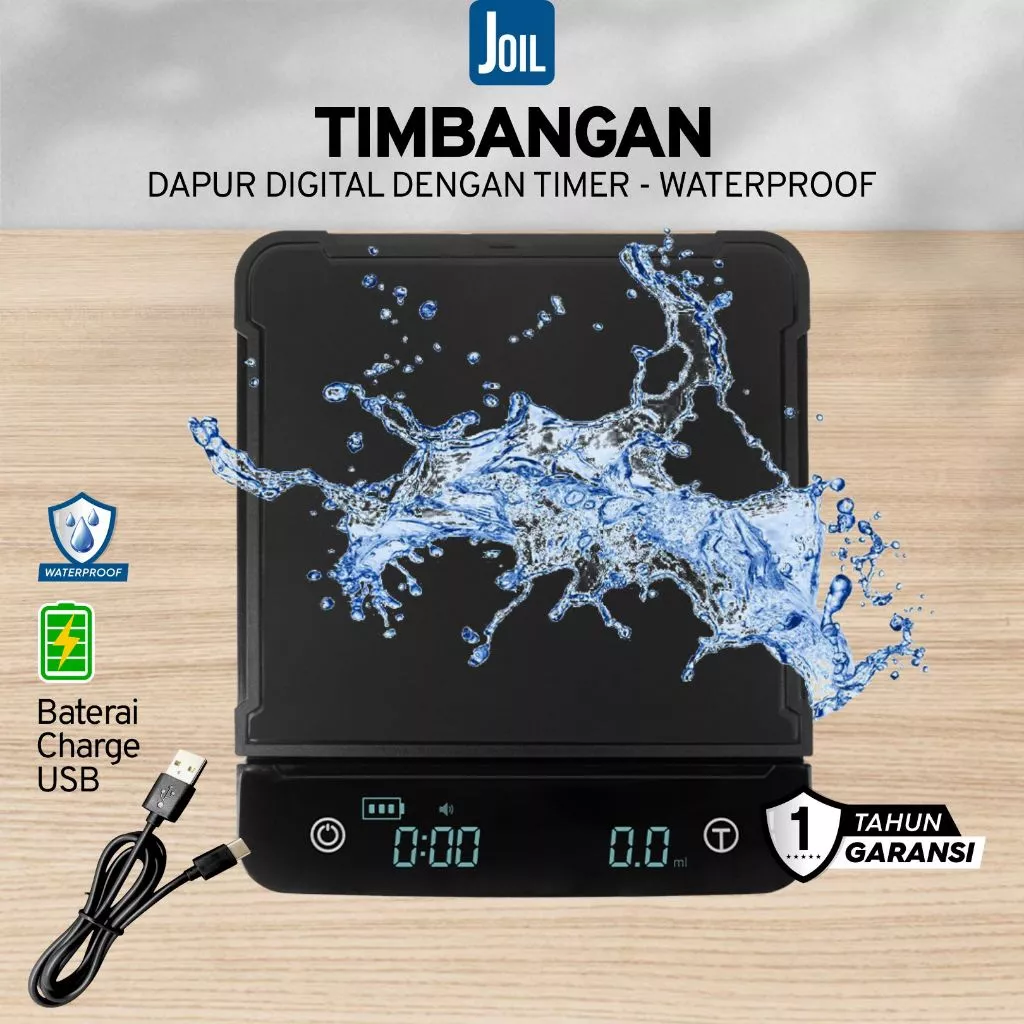 JOIL
TIMBANGAN
DAPUR DIGITAL DENGAN TIMER - WATERPROOF
WATERPROOF
Baterai
Charge
USB
0:00
0.0 ml
T
1
TAHUN
GARANSI